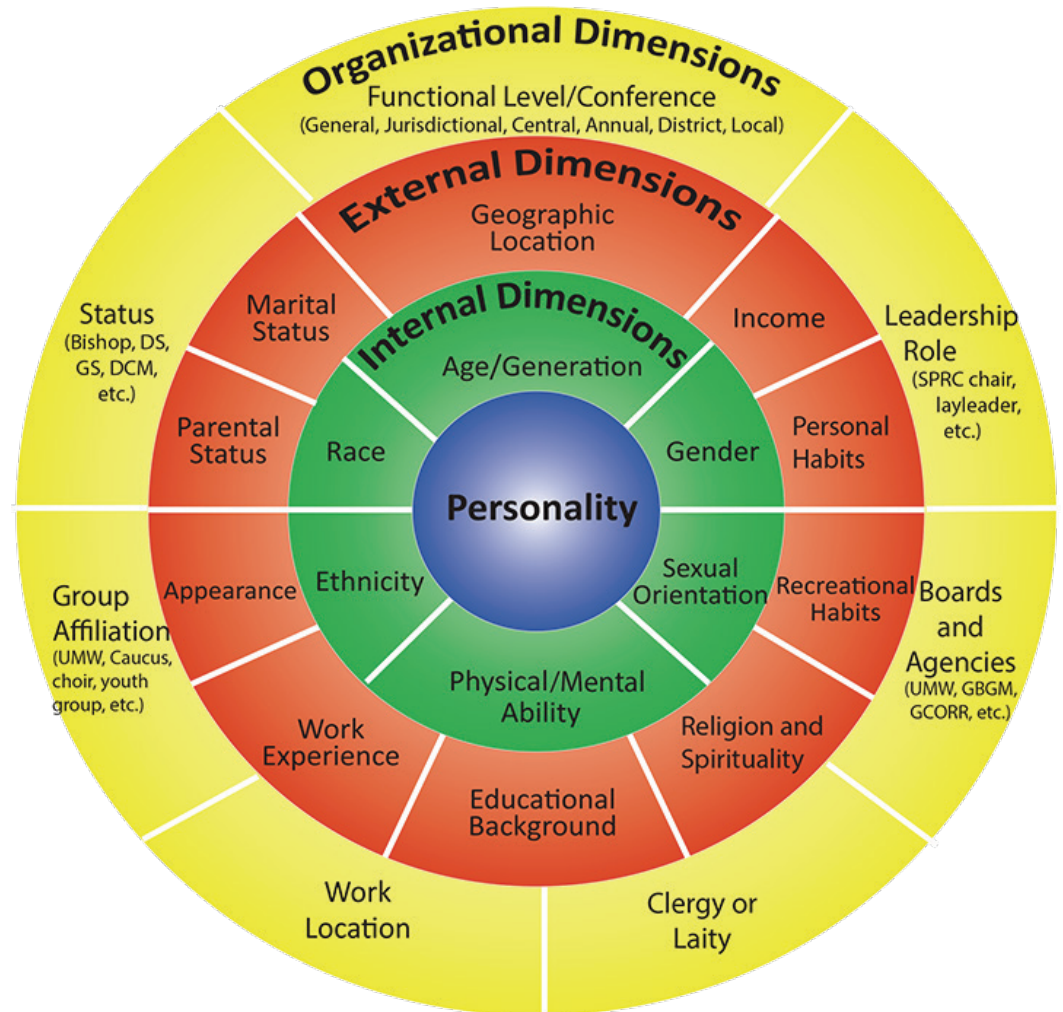 Organizational Dimensions
Functional Level/Conference
(General, Jurisdictional, Central, Annual, District, Local)
External Dimensions
Geographic
Location
Internal Dimensions
Age/Generation
Personality
Status
(Bishop, DS,
GS, DCM,
etc.)
Marital
Status
Income
Leadership
Role
(SPRC chair,
layleader,
etc.)
Parental
Status
Race
Gender
Personal
Habits
Group
Affiliation
(UMW, Caucus,
choir, youth
group, etc.)
Appearance
Ethnicity
Sexual
Orientation
Recreational
Habits
Boards
and
Agencies
(UMW, GBGM,
GCORR, etc.)
Physical/Mental
Ability
Work
Experience
Educational
Background
Religion and
Spirituality
Work
Location
Clergy or
Laity